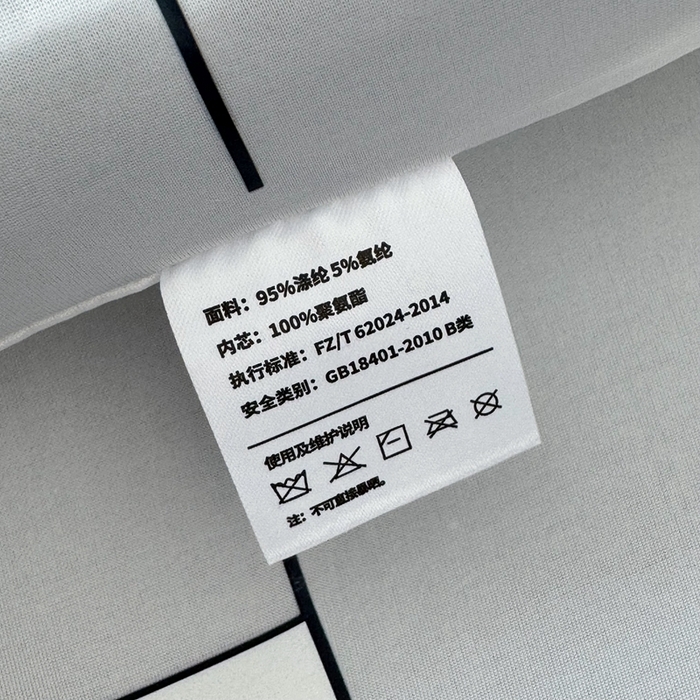 面料：95%涤纶 5%氨纶
内芯：100%聚氨酯
执行标准：FZ/T 62024-2014
安全类别：GB18401-2010 B类
使用及维护说明
注：不可直接暴晒。